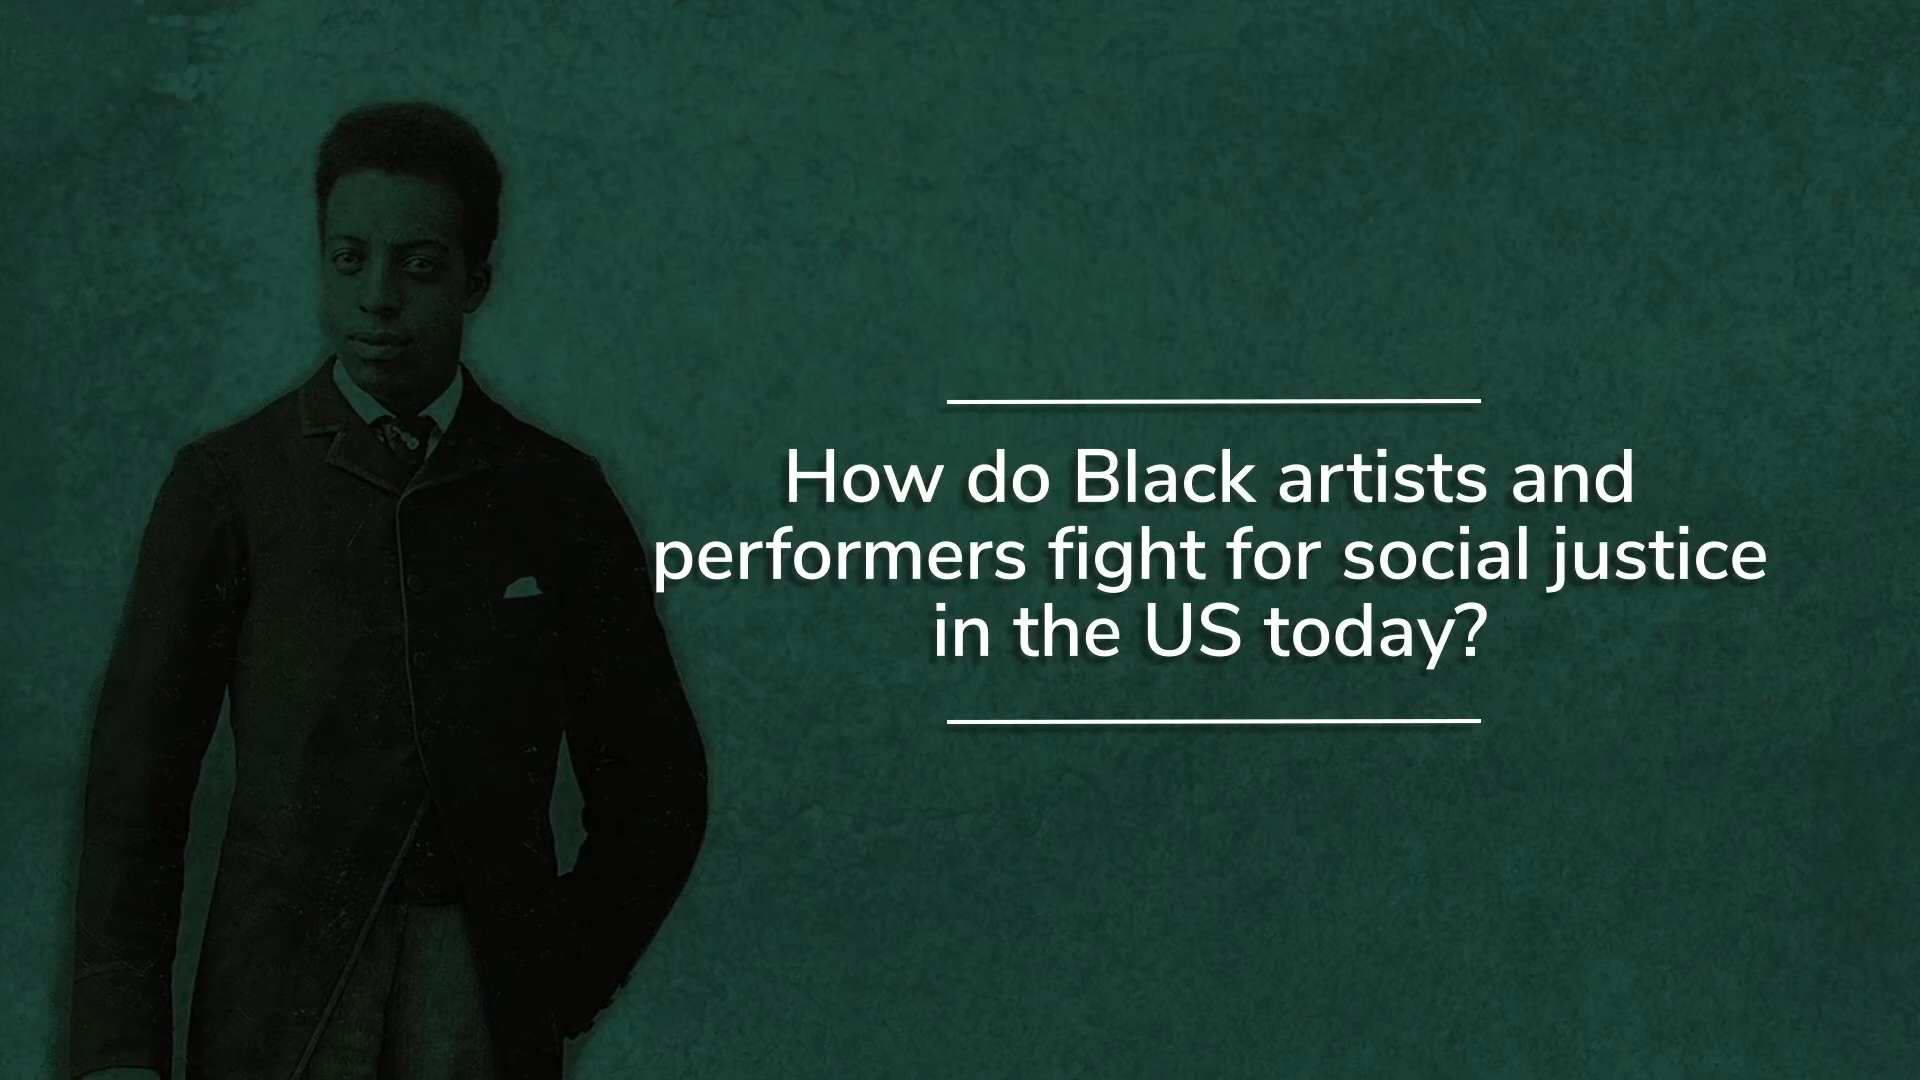 How do Black artists and
performers fight for social justice
in the US today?